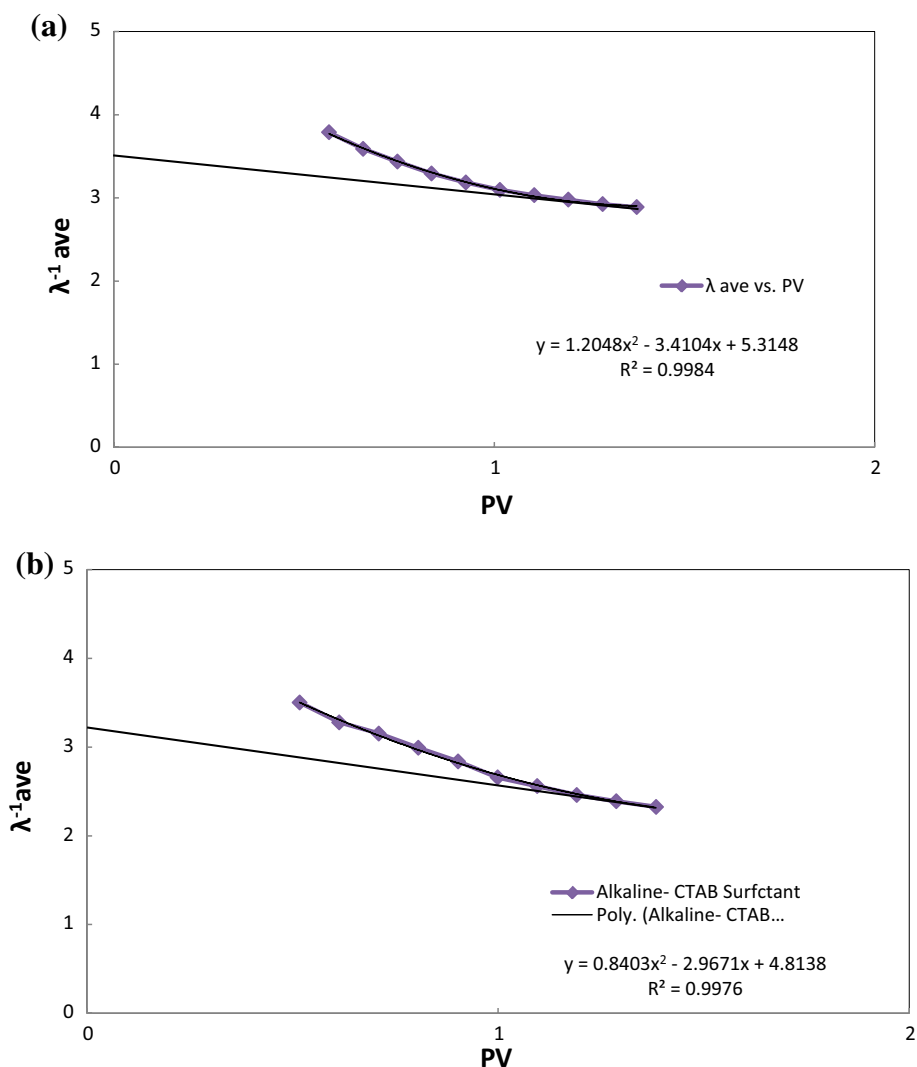 (a)
5
4
3
2
1
0
0
1
2
λ⁻¹ ave
PV
λ ave vs. PV
y = 1.2048x² - 3.4104x + 5.3148
R² = 0.9984
(b)
5
4
3
2
1
0
0
1
2
λ⁻¹ave
PV
Alkaline- CTAB Surfctant
Poly. (Alkaline- CTAB...
y = 0.8403x² - 2.9671x + 4.8138
R² = 0.9976